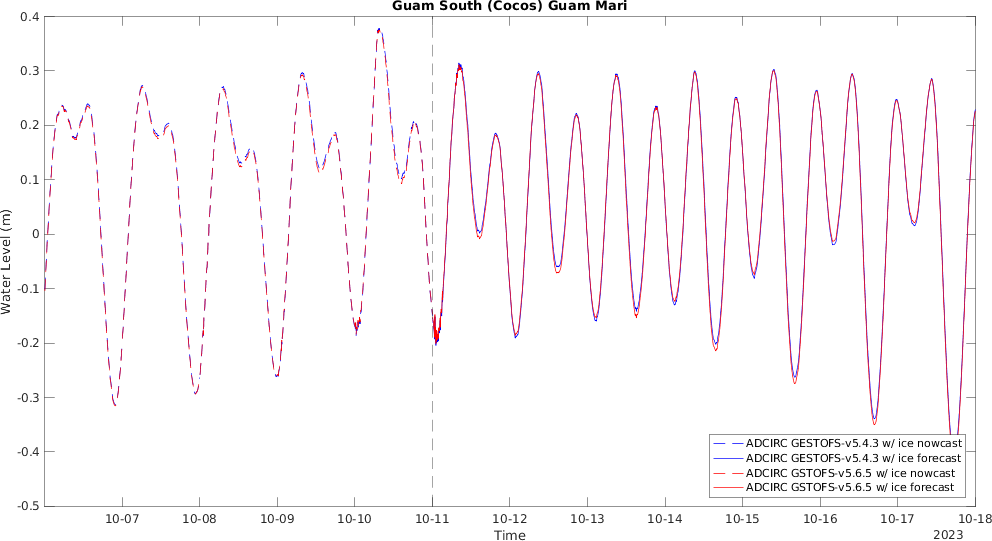 Guam South (Cocos) Guam Mari
Water Level (m)
0.4
0.3
0.2
0.1
0
-0.1
-0.2
-0.3
-0.4
-0.5
ADCIRC GESTOFS-v5.4.3 w/ ice nowcast
ADCIRC GESTOFS-v5.4.3 w/ ice forecast
ADCIRC GSTOFS-v5.6.5 w/ ice nowcast
ADCIRC GSTOFS-v5.6.5 w/ ice forecast
10-07 10-08 10-09 10-10 10-11 10-12 10-13 10-14 10-15 10-16 10-17 10-18
Time
2023